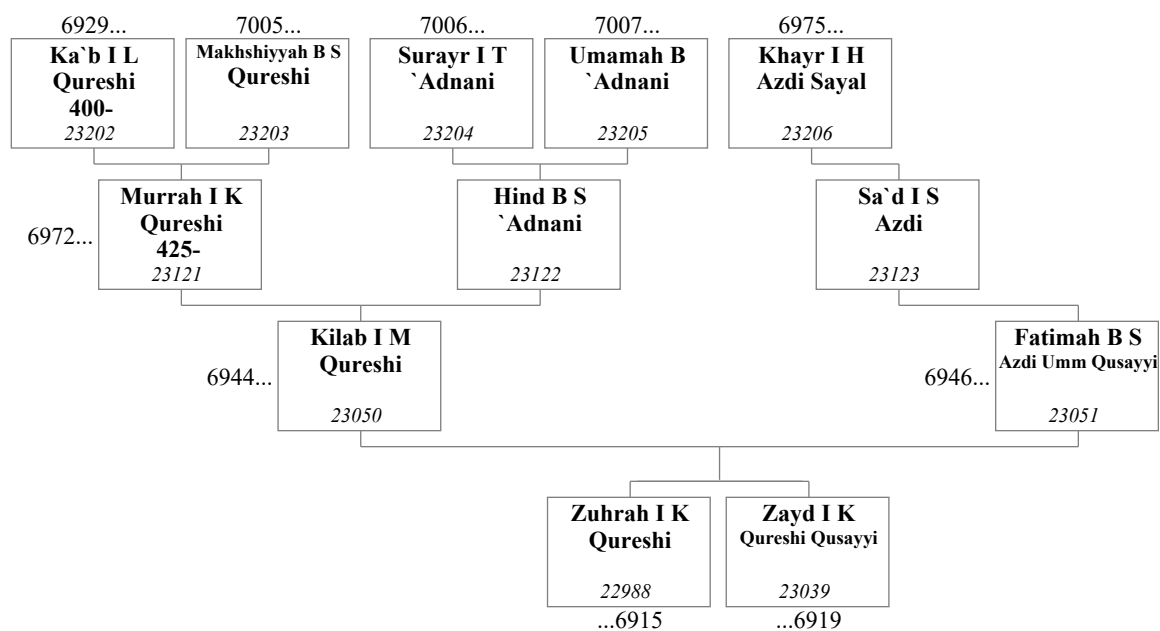 6929...
7005...
7006...
7007...
6975...
Ka`b I L
Qureshi
400-
23202
Makhshiyyah B S
Qureshi
23203
Surayr I T
`Adnani
23204
Umamah B
`Adnani
23205
Khayr I H
Azdi Sayal
23206
6972...
Murrah I K
Qureshi
425-
23121
Hind B S
`Adnani
23122
Sa`d I S
Azdi
23123
6944...
Kilab I M
Qureshi
23050
6946...
Fatimah B S
Azdi Umm Qusayyi
23051
Zuhrah I K
Qureshi
22988
...6915
Zayd I K
Qureshi Qusayyi
23039
...6919